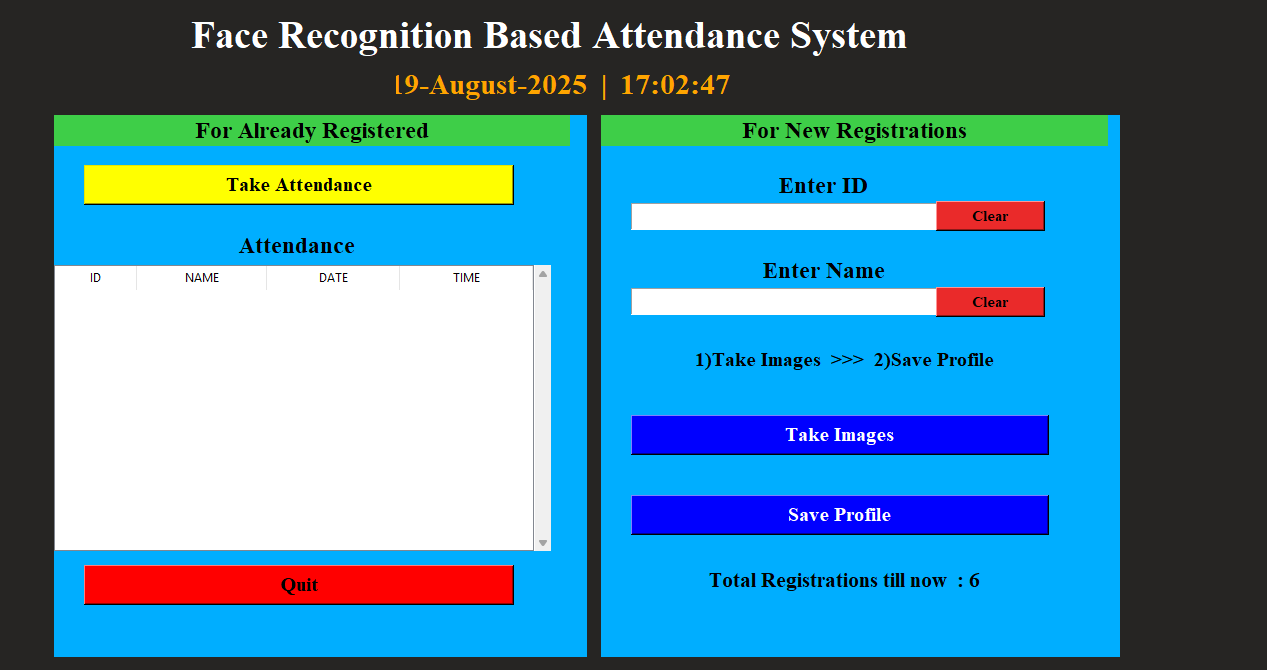 Face Recognition Based Attendance System
19-August-2025 | 17:02:47
For Already Registered
Take Attendance
Attendance
ID NAME DATE TIME
Quit
For New Registrations
Enter ID
Clear
Enter Name
Clear
1)Take Images >>> 2)Save Profile
Take Images
Save Profile
Total Registrations till now : 6